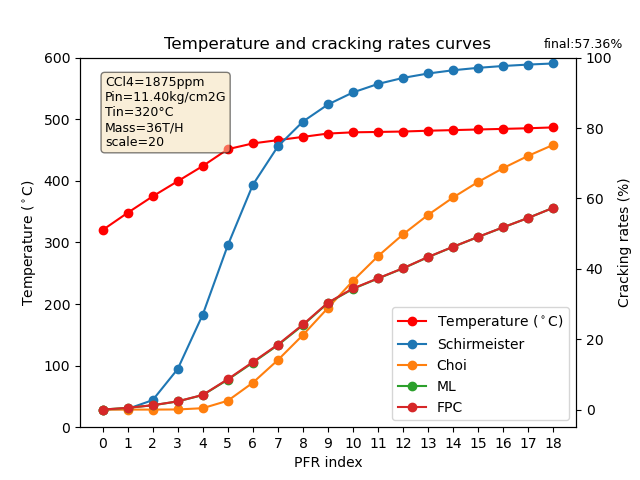 Temperature and cracking rates curves
final:57.36%
CCl4=1875ppm
Pin=11.40kg/cm2G
Tin=320°C
Mass=36T/H
scale=20
600
500
400
300
200
100
0
Temperature (°C)
100
80
60
40
20
0
Cracking rates (%)
Temperature (°C)
Schirmeister
Choi
ML
FPC
0 1 2 3 4 5 6 7 8 9 10 11 12 13 14 15 16 17 18
PFR index